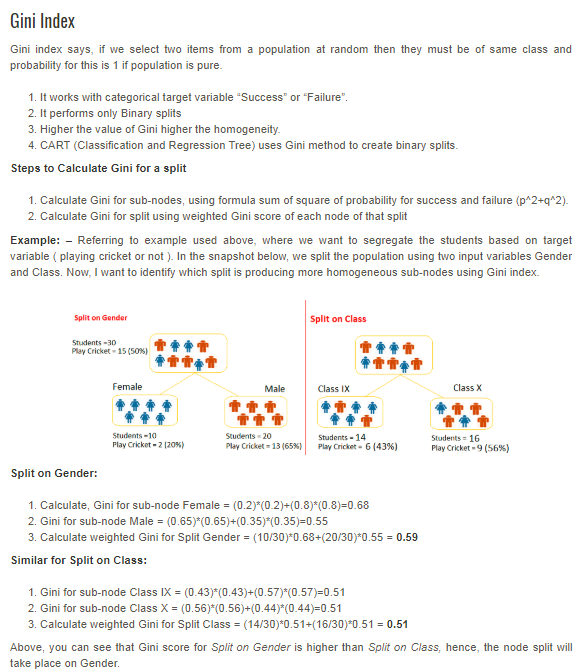 Gini Index
Gini index says, if we select two items from a population at random then they must be of same class and
probability for this is 1 if population is pure.
1. It works with categorical target variable “Success” or “Failure”.
2. It performs only Binary splits
3. Higher the value of Gini higher the homogeneity.
4. CART (Classification and Regression Tree) uses Gini method to create binary splits.
Steps to Calculate Gini for a split
1. Calculate Gini for sub-nodes, using formula sum of square of probability for success and failure (p^2+q^2).
2. Calculate Gini for split using weighted Gini score of each node of that split
Example: – Referring to example used above, where we want to segregate the students based on target
variable ( playing cricket or not ). In the snapshot below, we split the population using two input variables Gender
and Class. Now, I want to identify which split is producing more homogeneous sub-nodes using Gini index.
Split on Gender
Students =30
Play Cricket = 15 (50%)
Female
Male
Students =10
Play Cricket = 2 (20%)
Students = 20
Play Cricket = 13 (65%)
Split on Class
Class IX
Class X
Students = 14
Play Cricket = 6 (43%)
Students = 16
Play Cricket = 9 (56%)
Split on Gender:
1. Calculate, Gini for sub-node Female = (0.2)*(0.2)+(0.8)*(0.8)=0.68
2. Gini for sub-node Male = (0.65)*(0.65)+(0.35)*(0.35)=0.55
3. Calculate weighted Gini for Split Gender = (10/30)*0.68+(20/30)*0.55 = 0.59
Similar for Split on Class:
1. Gini for sub-node Class IX = (0.43)*(0.43)+(0.57)*(0.57)=0.51
2. Gini for sub-node Class X = (0.56)*(0.56)+(0.44)*(0.44)=0.51
3. Calculate weighted Gini for Split Class = (14/30)*0.51+(16/30)*0.51 = 0.51
Above, you can see that Gini score for Split on Gender is higher than Split on Class, hence, the node split will
take place on Gender.